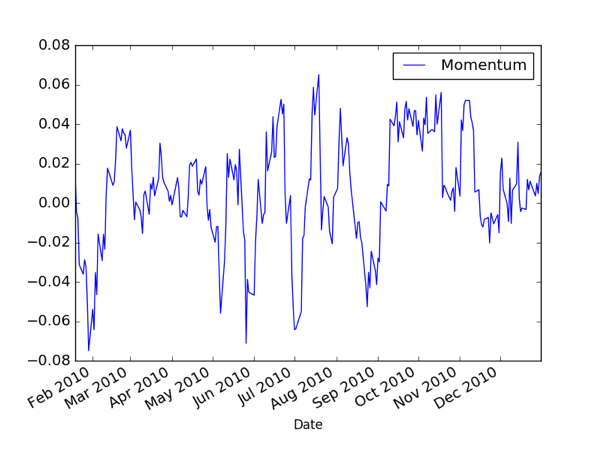 0.08
0.06
0.04
0.02
0.00
−0.02
−0.04
−0.06
−0.08
Momentum
Feb 2010
Mar 2010
Apr 2010
May 2010
Jun 2010
Jul 2010
Aug 2010
Sep 2010
Oct 2010
Nov 2010
Dec 2010
Date